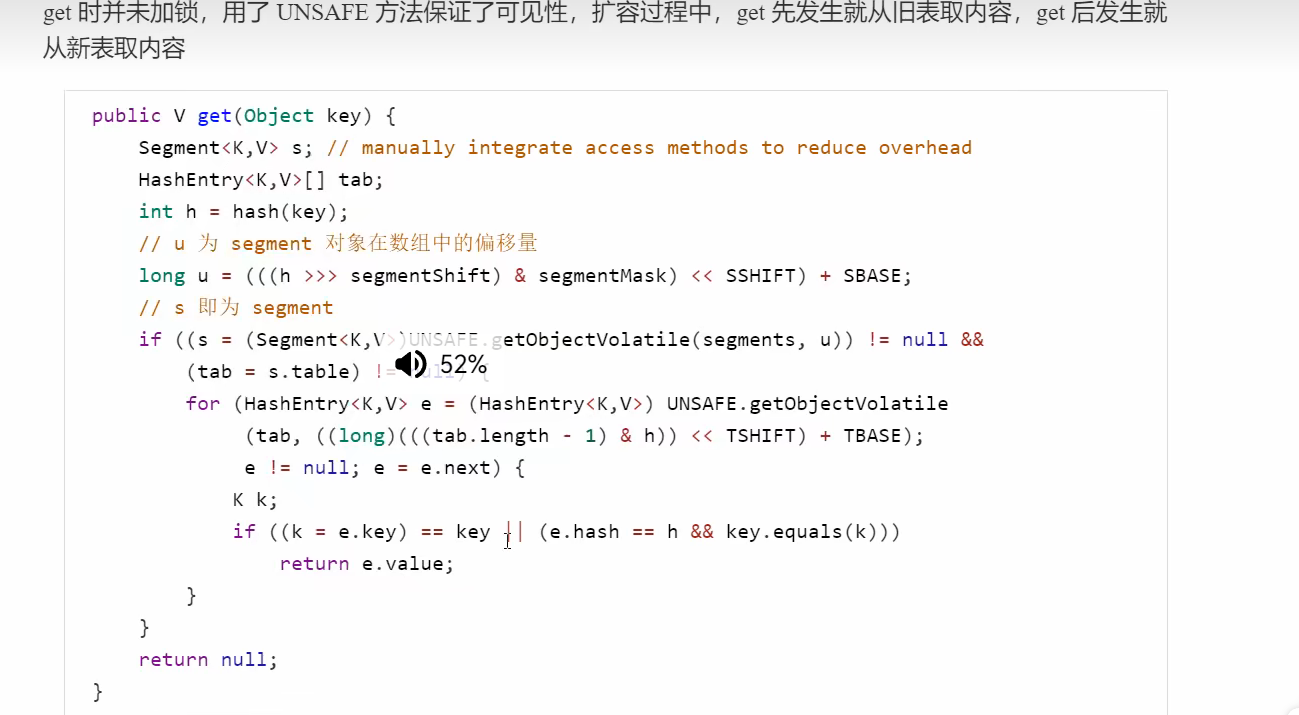 get 时并未加锁，用了 UNSAFE 方法保证了可见性，扩容过程中，get 先发生就从旧表取内容，get 后发生就
从新表取内容
public V get(Object key) {
Segment<K,V> s; // manually integrate access methods to reduce overhead
HashEntry<K,V>[] tab;
int h = hash(key);
// u 为 segment 对象在数组中的偏移量
long u = (((h >>> segmentShift) & segmentMask) << SSHIFT) + SBASE;
// s 即为 segment
if ((s = (Segment<K,V>)UNSAFE.getObjectVolatile(segments, u)) != null &&
(tab = s.table) != null) {
52%
for (HashEntry<K,V> e = (HashEntry<K,V>) UNSAFE.getObjectVolatile
(tab, ((long)(((tab.length - 1) & h)) << TSHIFT) + TBASE);
e != null; e = e.next) {
K k;
if ((k = e.key) == key || (e.hash == h && key.equals(k)))
return e.value;
}
}
return null;
}